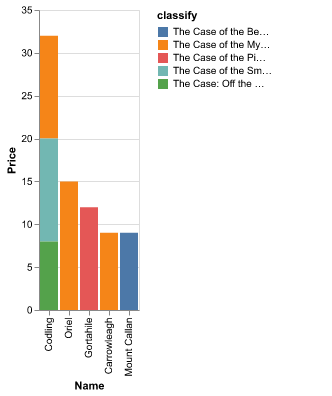 classify
The Case of the Be…
The Case of the My…
The Case of the Pi…
The Case of the Sm…
The Case: Off the …
Price
35
30
25
20
15
10
5
0
Codling
Oriel
Gortahile
Carrowleagh
Mount Callan
Name